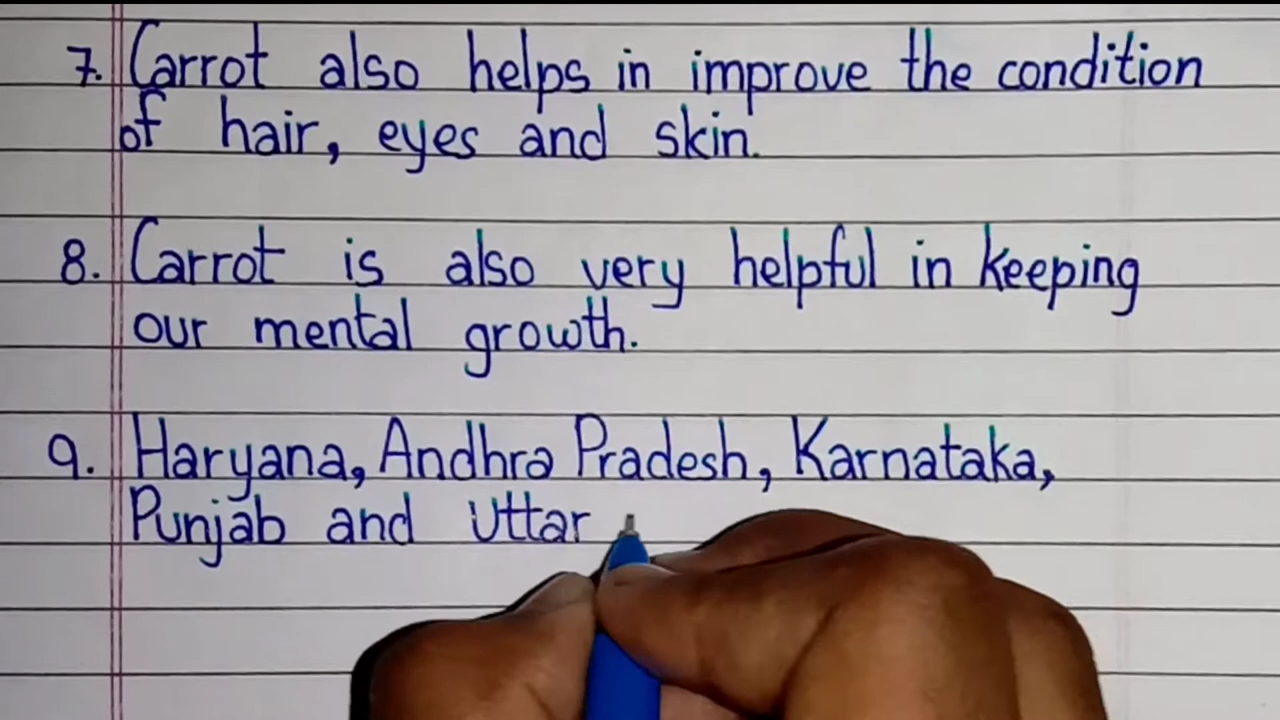 7. Carrot also helps in improve the condition
of hair, eyes and skin.
8. Carrot is also very helpful in keeping
our mental growth.
9. Haryana, Andhra Pradesh, Karnataka,
Punjab and Uttar